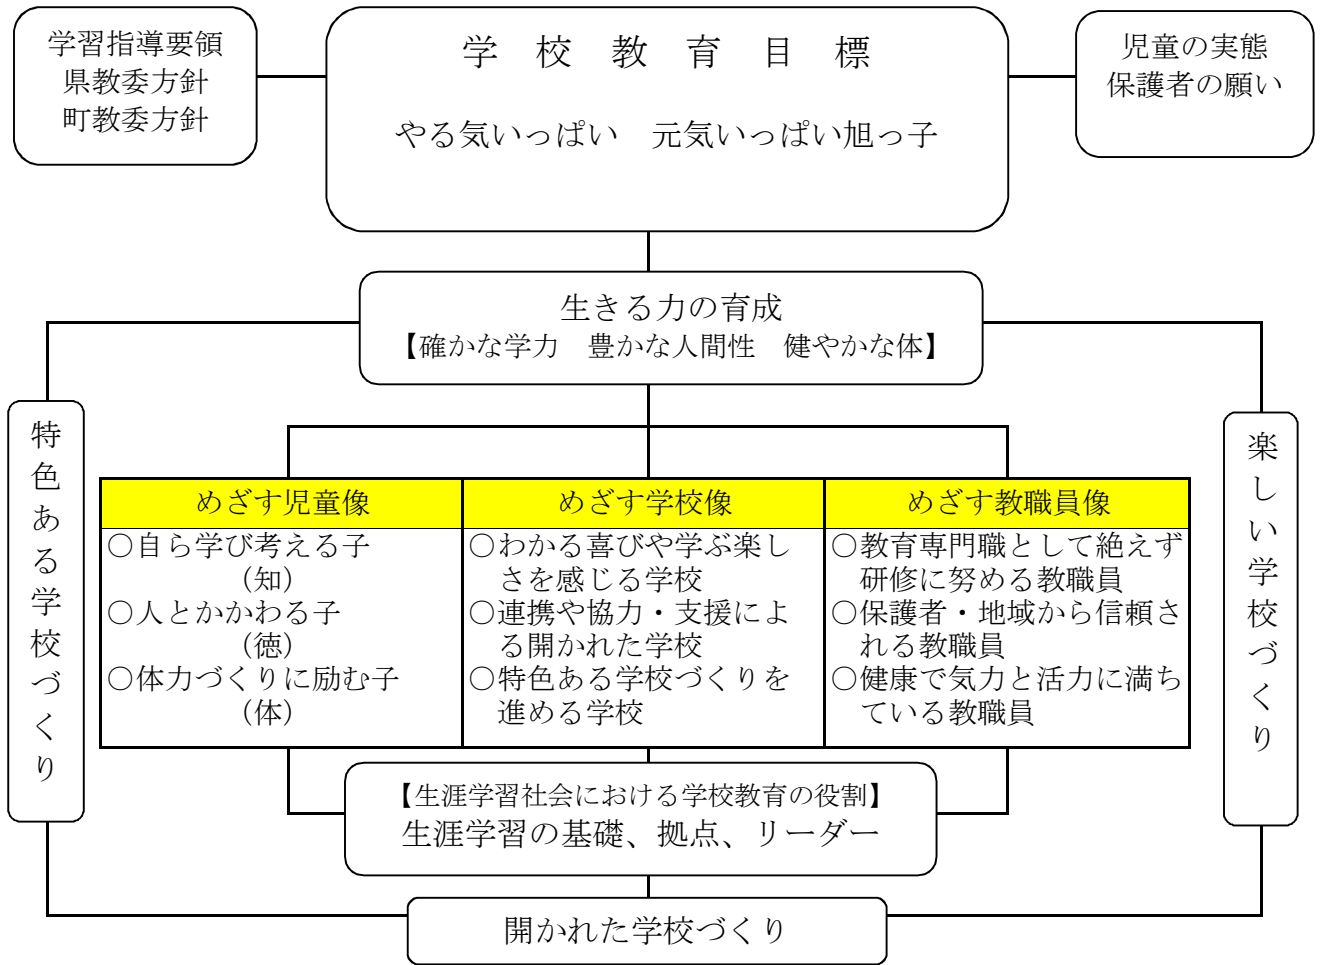 学習指導要領
県教委方針
町教委方針
学 校 教 育 目 標
やる気いっぱい 元気いっぱい旭っ子
児童の実態
保護者の願い
生きる力の育成
【確かな学力 豊かな人間性 健やかな体】
特色ある学校づくり
めざす児童像
○自ら学び考える子
(知)
○人とかかわる子
(徳)
○体力づくりに励む子
(体)
めざす学校像
○わかる喜びや学ぶ楽し
さを感じる学校
○連携や協力・支援によ
る開かれた学校
○特色ある学校づくりを
進める学校
めざす教職員像
○教育専門職として絶えず
研修に努める教職員
○保護者・地域から信頼さ
れる教職員
○健康で気力と活力に満ち
ている教職員
楽しい学校づくり
【生涯学習社会における学校教育の役割】
生涯学習の基礎、拠点、リーダー
開かれた学校づくり